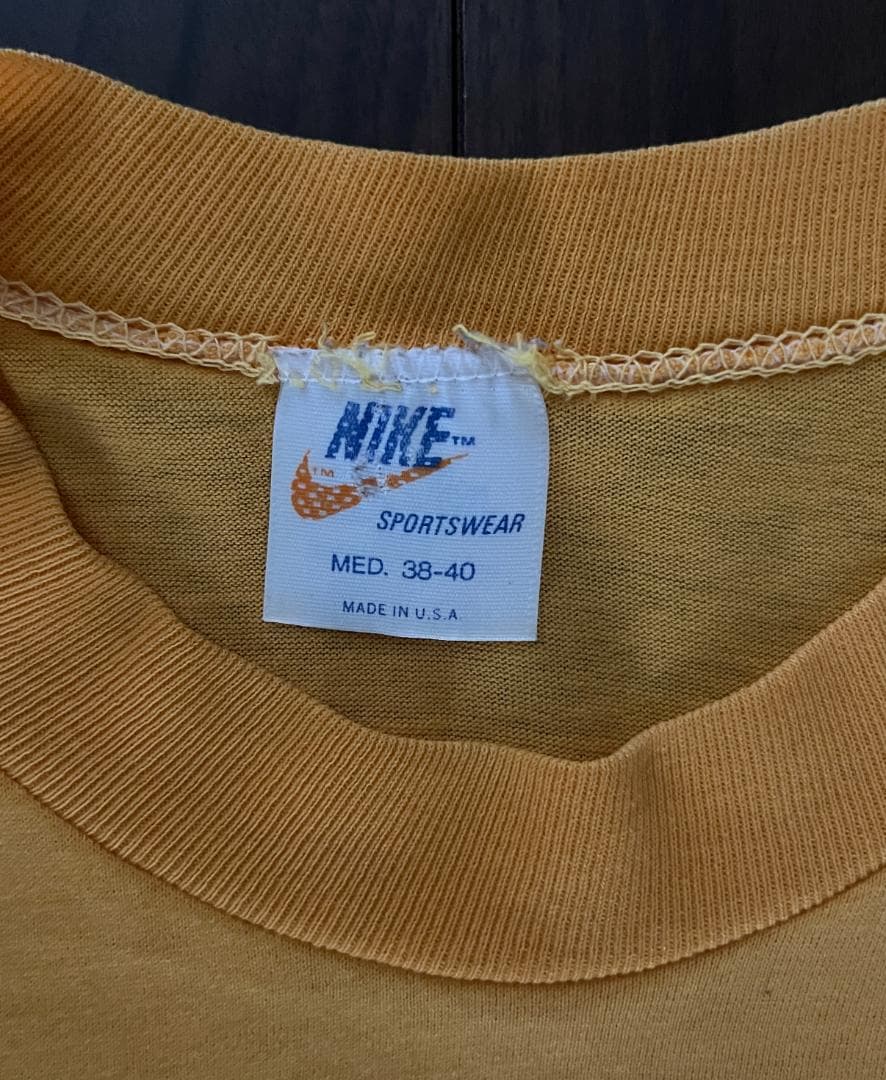 NIKE™
TM
SPORTSWEAR
MED. 38-40
MADE IN U.S.A.